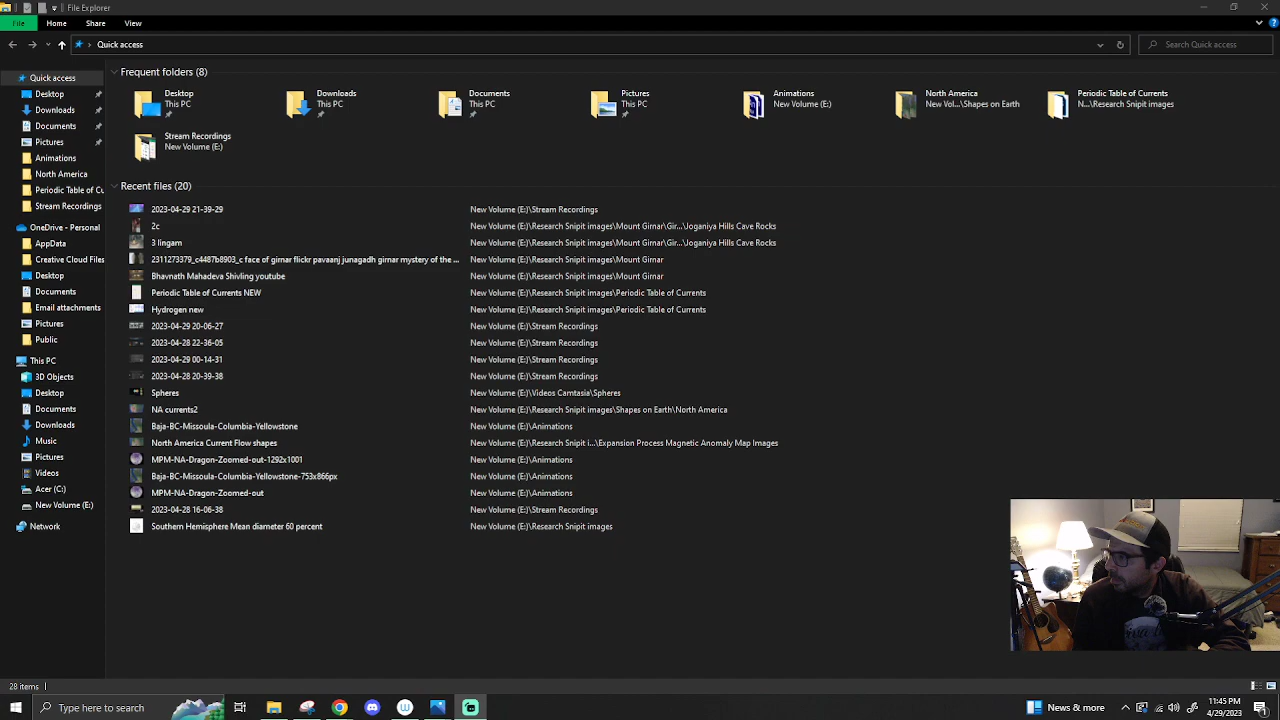 File Explorer
File Home Share View
Quick access Search Quick access
Quick access
Desktop
Downloads
Documents
Pictures
Animations
North America
Periodic Table of Cu
Stream Recordings
OneDrive - Personal
AppData
Creative Cloud Files
Desktop
Documents
Email attachments
Pictures
Public
This PC
3D Objects
Desktop
Documents
Downloads
Music
Pictures
Videos
Acer (C:)
New Volume (E:)
Network
Frequent folders (8)
Desktop
This PC
Downloads
This PC
Documents
This PC
Pictures
This PC
Animations
New Volume (E:)
North America
New Vol...\Shapes on Earth
Periodic Table of Currents
N...\Research Snipit images
Stream Recordings
New Volume (E:)
Recent files (20)
2023-04-29 21-39-29 New Volume (E:)\Stream Recordings
2c New Volume (E:)\Research Snipit images\Mount Girnar\Gir...\Joganiya Hills Cave Rocks
3 lingam New Volume (E:)\Research Snipit images\Mount Girnar\Gir...\Joganiya Hills Cave Rocks
2311273379_c4487b8903_c face of girnar flickr pavaanj junagadh girnar mystery of the ... New Volume (E:)\Research Snipit images\Mount Girnar
Bhavnath Mahadeva Shivling youtube New Volume (E:)\Research Snipit images\Mount Girnar
Periodic Table of Currents NEW New Volume (E:)\Research Snipit images\Periodic Table of Currents
Hydrogen new New Volume (E:)\Research Snipit images\Periodic Table of Currents
2023-04-29 20-06-27 New Volume (E:)\Stream Recordings
2023-04-28 22-36-05 New Volume (E:)\Stream Recordings
2023-04-29 00-14-31 New Volume (E:)\Stream Recordings
2023-04-28 20-39-38 New Volume (E:)\Stream Recordings
Spheres New Volume (E:)\Videos Camtasia\Spheres
NA currents2 New Volume (E:)\Research Snipit images\Shapes on Earth\North America
Baja-BC-Missoula-Columbia-Yellowstone New Volume (E:)\Animations
North America Current Flow shapes New Volume (E:)\Research Snipit i...\Expansion Process Magnetic Anomaly Map Images
MPM-NA-Dragon-Zoomed-out-1292x1001 New Volume (E:)\Animations
Baja-BC-Missoula-Columbia-Yellowstone-753x866px New Volume (E:)\Animations
MPM-NA-Dragon-Zoomed-out New Volume (E:)\Animations
2023-04-28 16-06-38 New Volume (E:)\Stream Recordings
Southern Hemisphere Mean diameter 60 percent New Volume (E:)\Research Snipit images
28 items
Type here to search
News & more
11:45 PM
4/29/2023